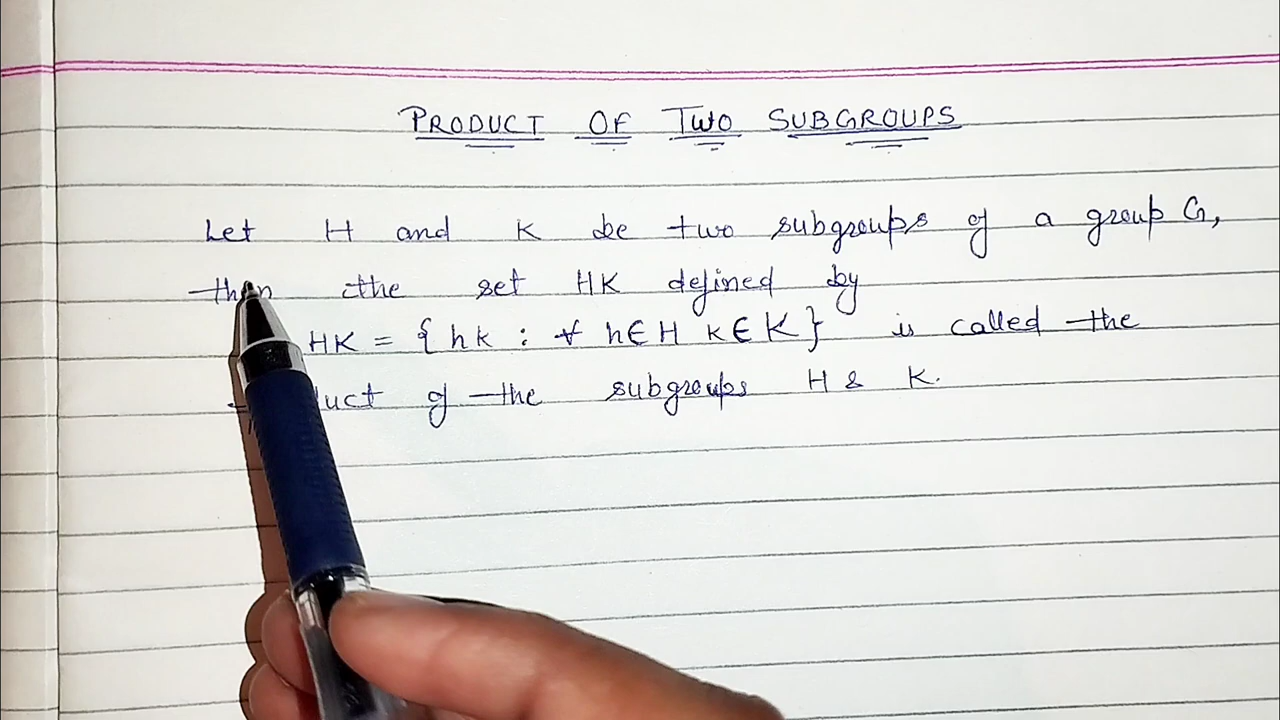 PRODUCT OF TWO SUBGROUPS
Let H and K be two subgroups of a group G,
then the set HK defined by
HK = { hk : ∀ h∈H k∈K } is called the
duct of the subgroups H & K.